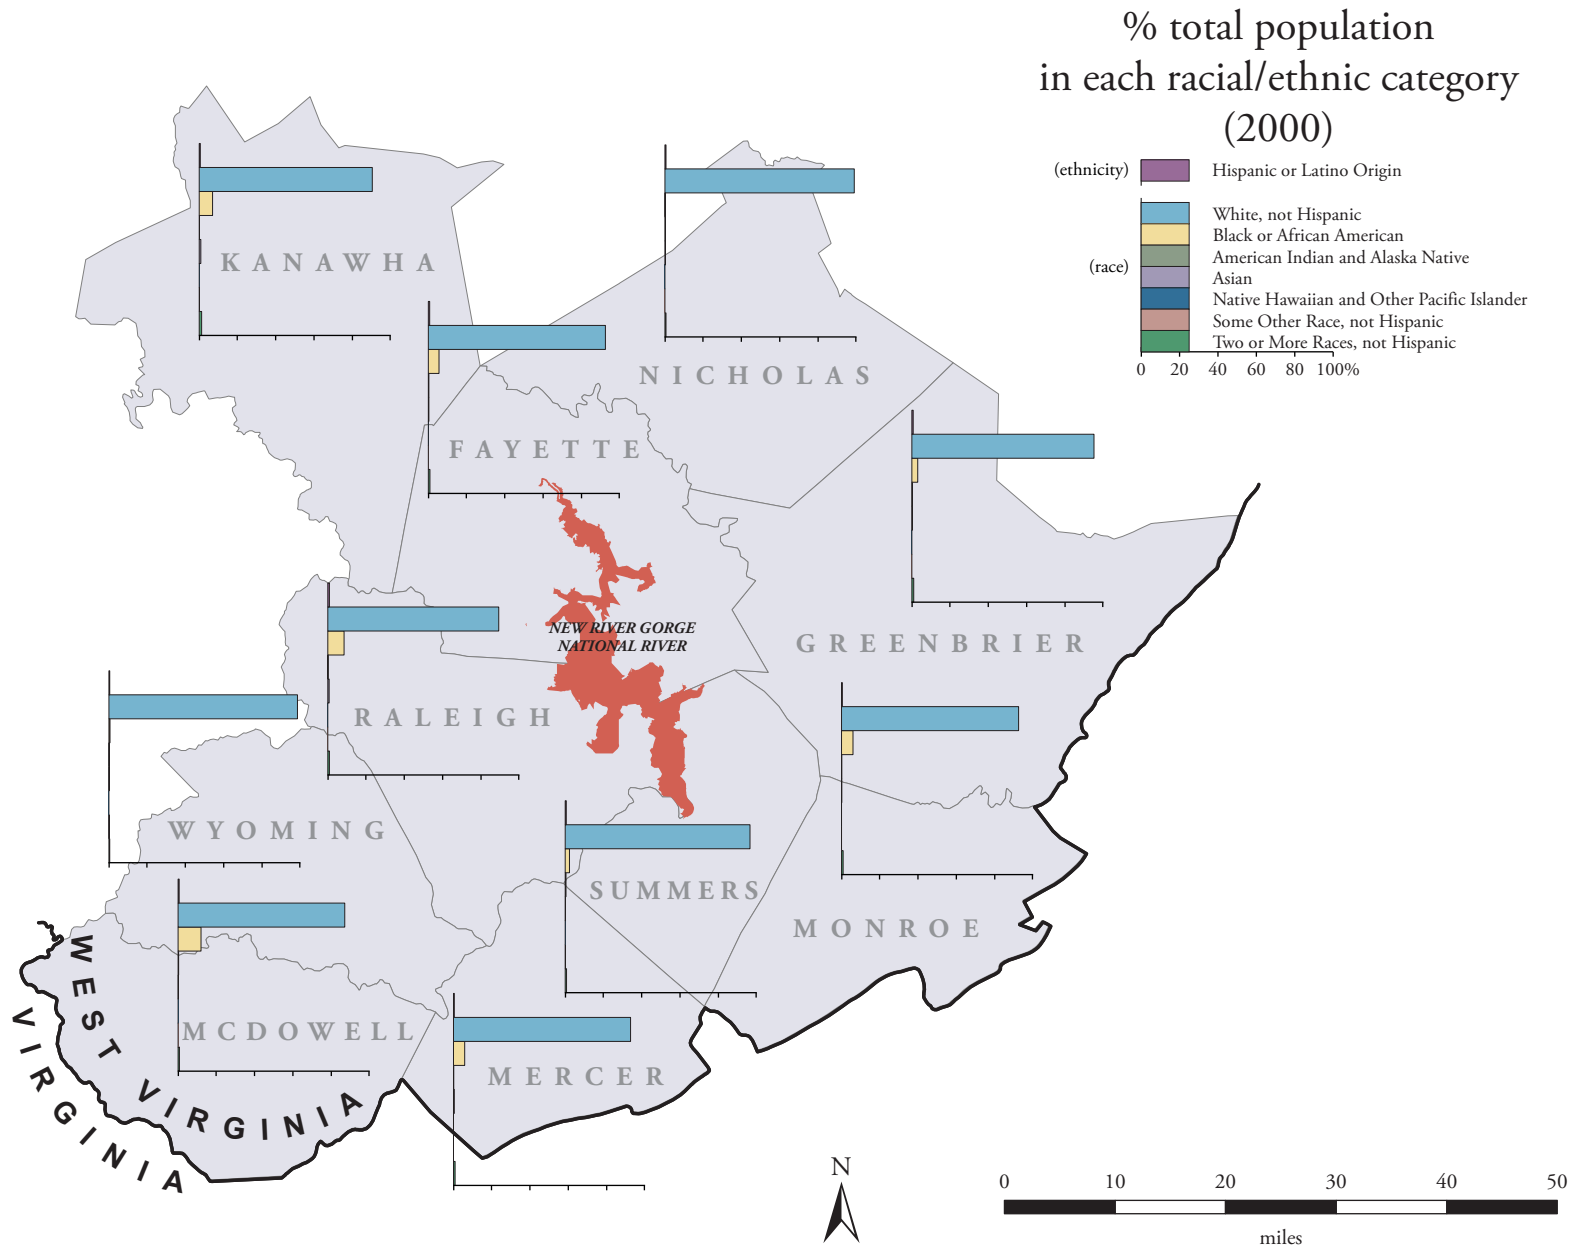 % total population
in each racial/ethnic category
(2000)
(ethnicity)
Hispanic or Latino Origin
White, not Hispanic
Black or African American
American Indian and Alaska Native
(race)
Asian
Native Hawaiian and Other Pacific Islander
Some Other Race, not Hispanic
Two or More Races, not Hispanic
0 20 40 60 80 100%
KANAWHA
NICHOLAS
FAYETTE
NEW RIVER GORGE
NATIONAL RIVER
GREENBRIER
RALEIGH
WYOMING
SUMMERS
MONROE
MCDOWELL
MERCER
WEST VIRGINIA
VIRGINIA
N
0 10 20 30 40 50
miles